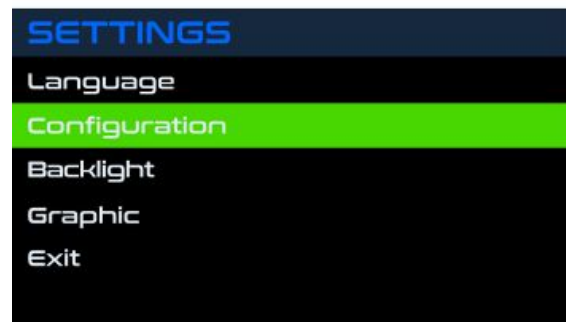 SETTINGS
Language
Configuration
Backlight
Graphic
Exit